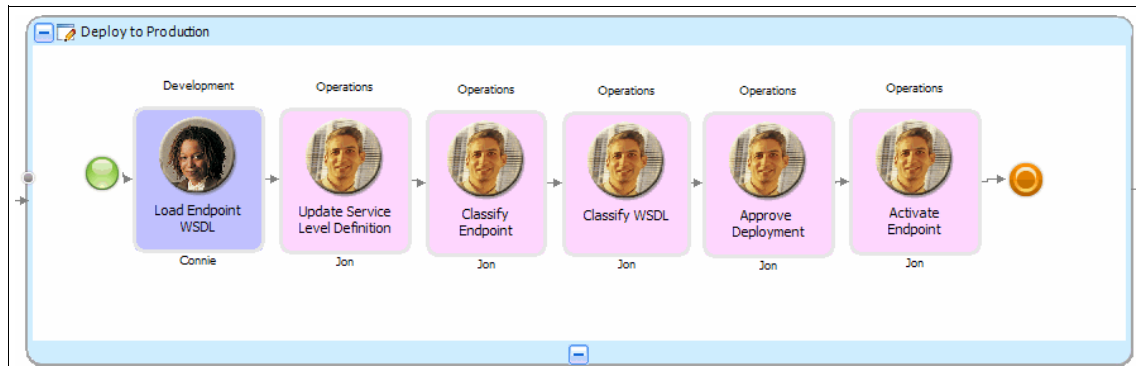 Deploy to Production
Development
Operations
Operations
Operations
Operations
Operations
Load Endpoint
WSDL
Update Service
Level Definition
Classify
Endpoint
Classify WSDL
Approve
Deployment
Activate
Endpoint
Connie
Jon
Jon
Jon
Jon
Jon